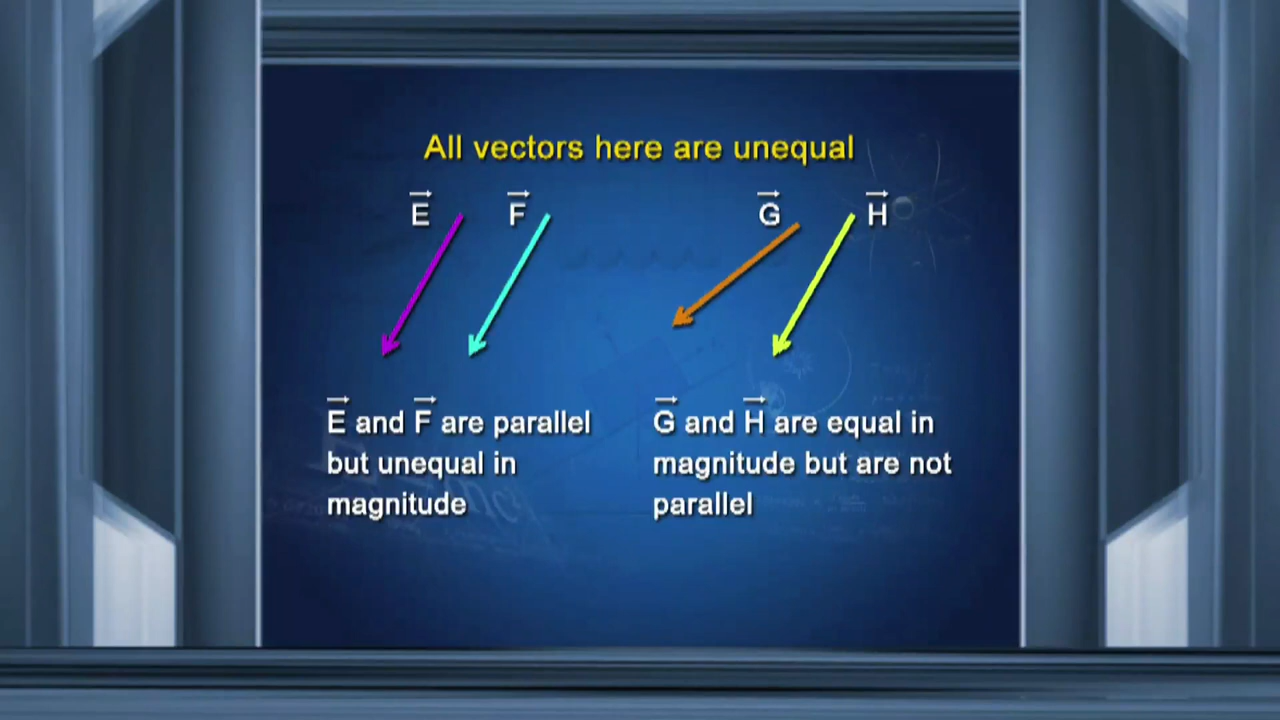 All vectors here are unequal
E⃗ F⃗ G⃗ H⃗
E⃗ and F⃗ are parallel
but unequal in
magnitude
G⃗ and H⃗ are equal in
magnitude but are not
parallel